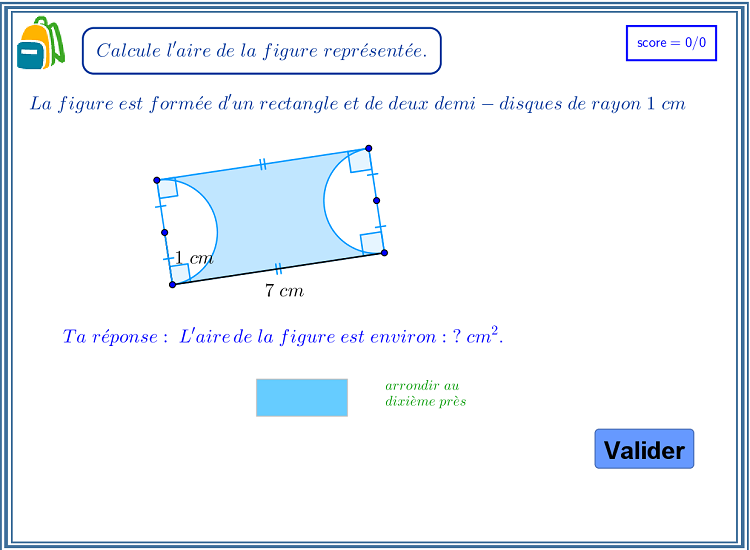 Calcule l'aire de la figure représentée.
score = 0/0
La figure est formée d'un rectangle et de deux demi − disques de rayon 1 cm
1 cm
7 cm
Ta réponse : L'aire de la figure est environ : ? cm².
arrondir au
dixième près
Valider